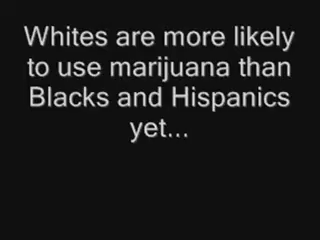 Whites are more likely
to use marijuana than
Blacks and Hispanics
yet...